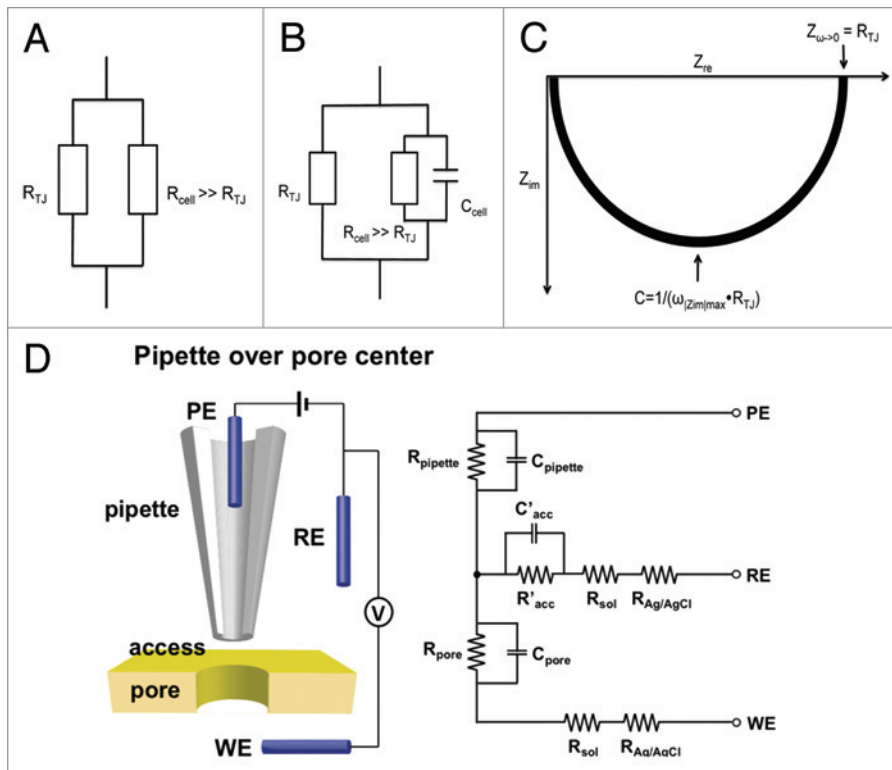 A
R_TJ
R_cell >> R_TJ
B
R_TJ
R_cell >> R_TJ
C_cell
C
Z_ω->0 = R_TJ
Z_re
Z_im
C=1/(ω_|Zim|max•R_TJ)
D
Pipette over pore center
PE
pipette
RE
V
access
pore
WE
PE
R_pipette
C_pipette
C'_acc
RE
R'_acc
R_sol
R_Ag/AgCl
R_pore
C_pore
WE
R_sol
R_Ag/AgCl